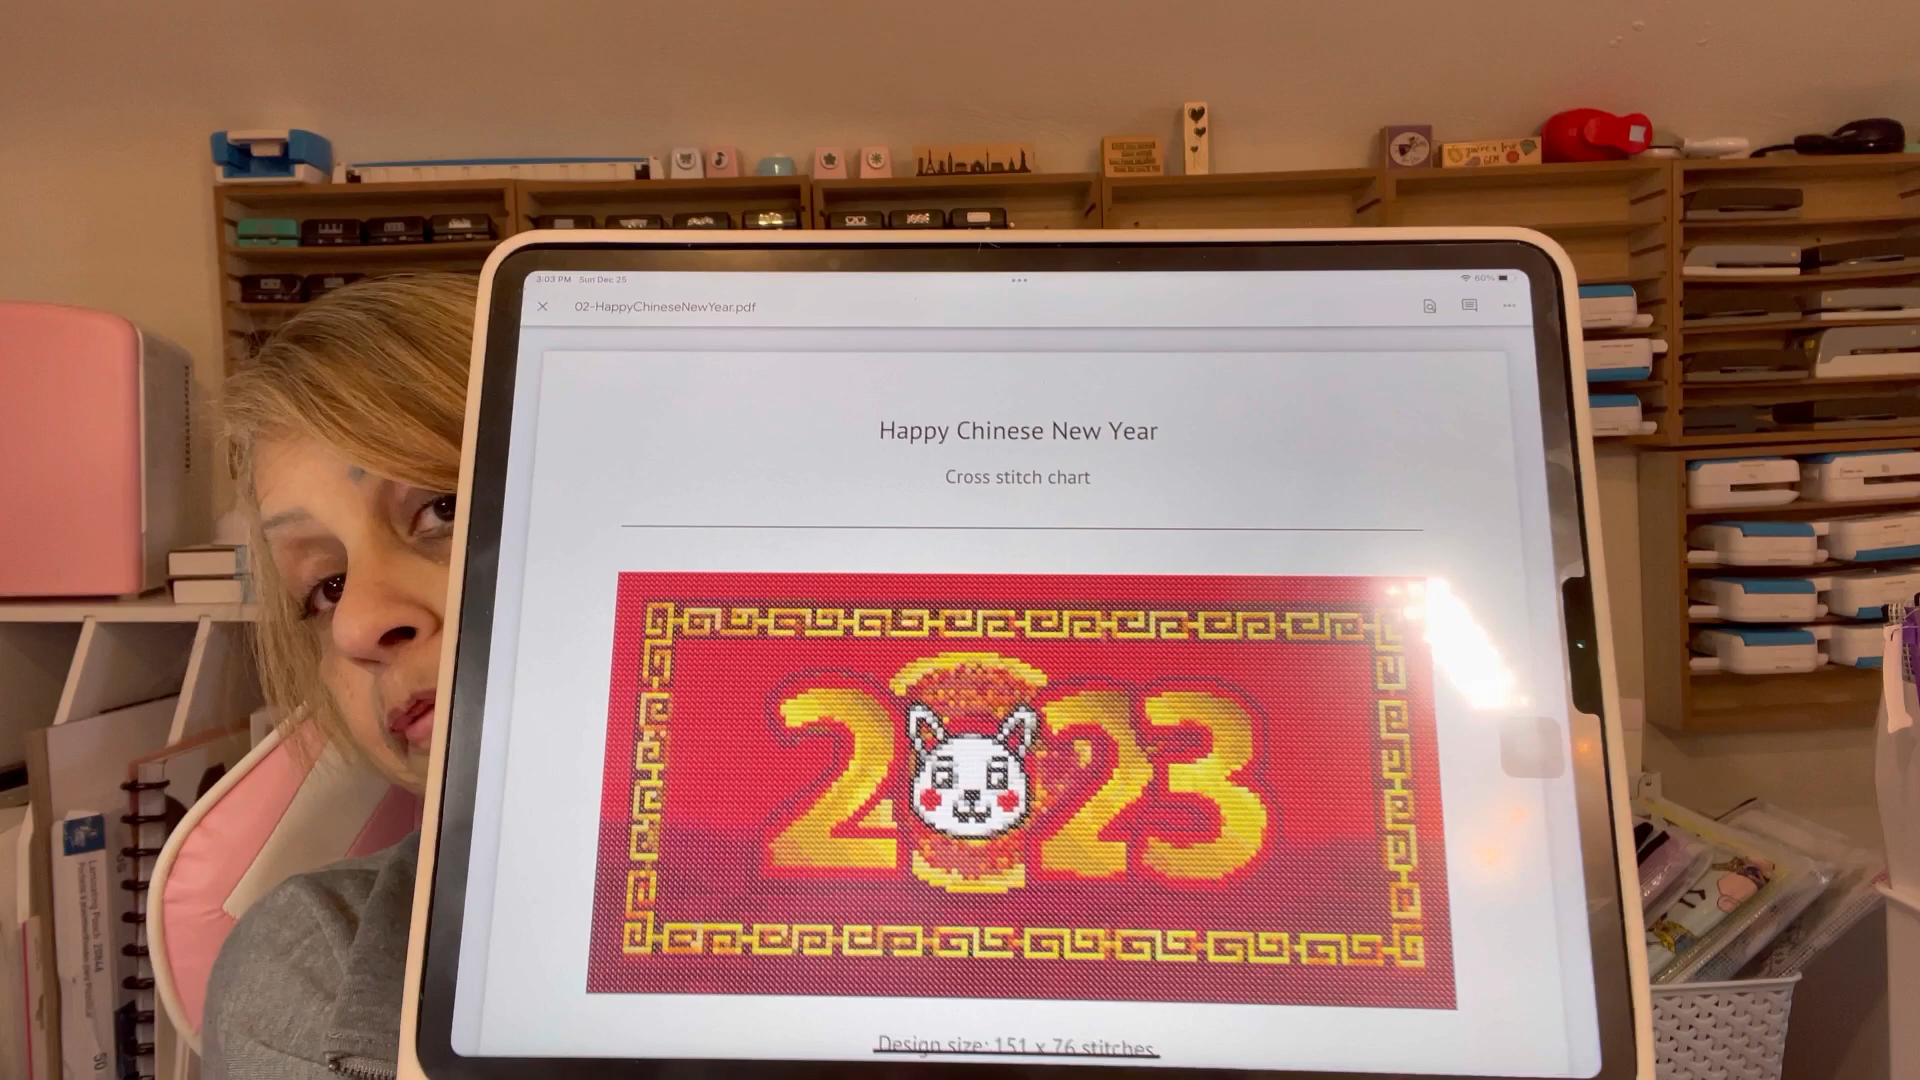 3:03 PM Sun Dec 25
60%
02-HappyChineseNewYear.pdf
Happy Chinese New Year
Cross stitch chart
2023
Design size: 151 x 76 stitches